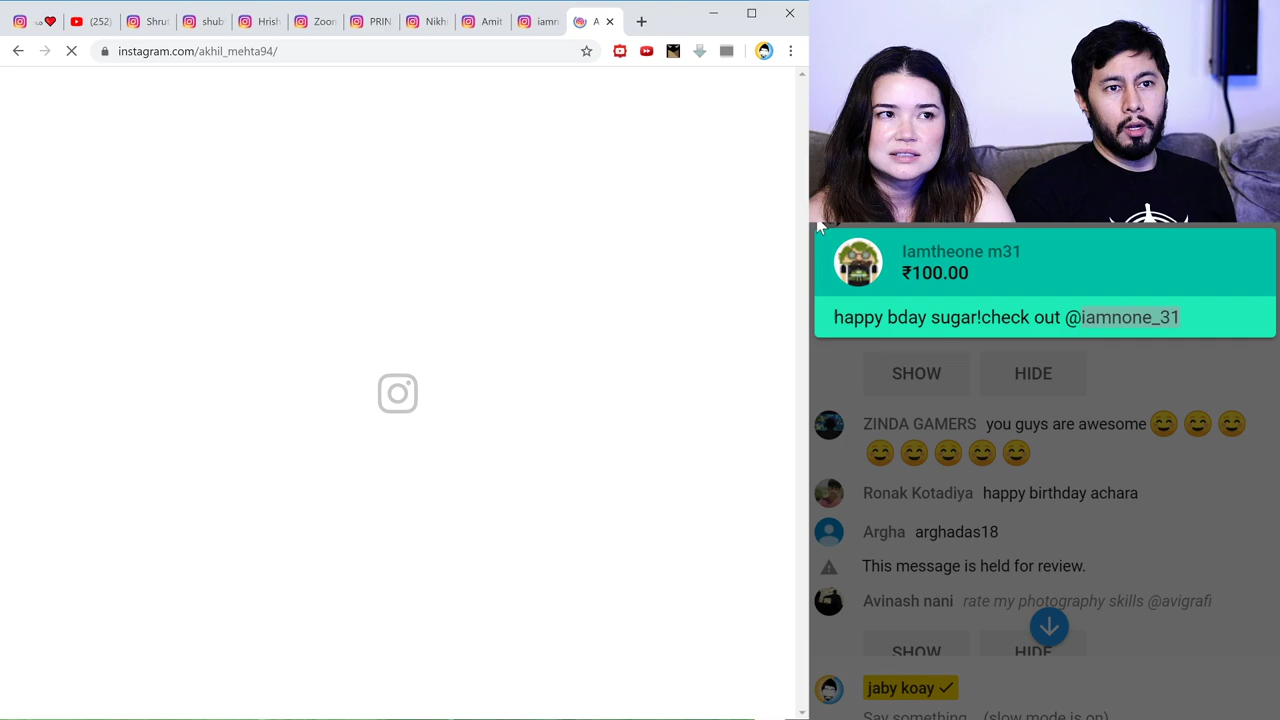 Shrut
shub
Hrish
Zoom
PRIN
Nikh
Amit
iamn
A
(252)
instagram.com/akhil_mehta94/
Iamtheone m31
₹100.00
happy bday sugar!check out @iamnone_31
SHOW HIDE
ZINDA GAMERS you guys are awesome 😊 😊 😊
😊 😊 😊 😊 😊
Ronak Kotadiya happy birthday achara
Argha arghadas18
This message is held for review.
Avinash nani rate my photography skills @avigrafi
SHOW HIDE
jaby koay ✓
Say something... (slow mode is on)